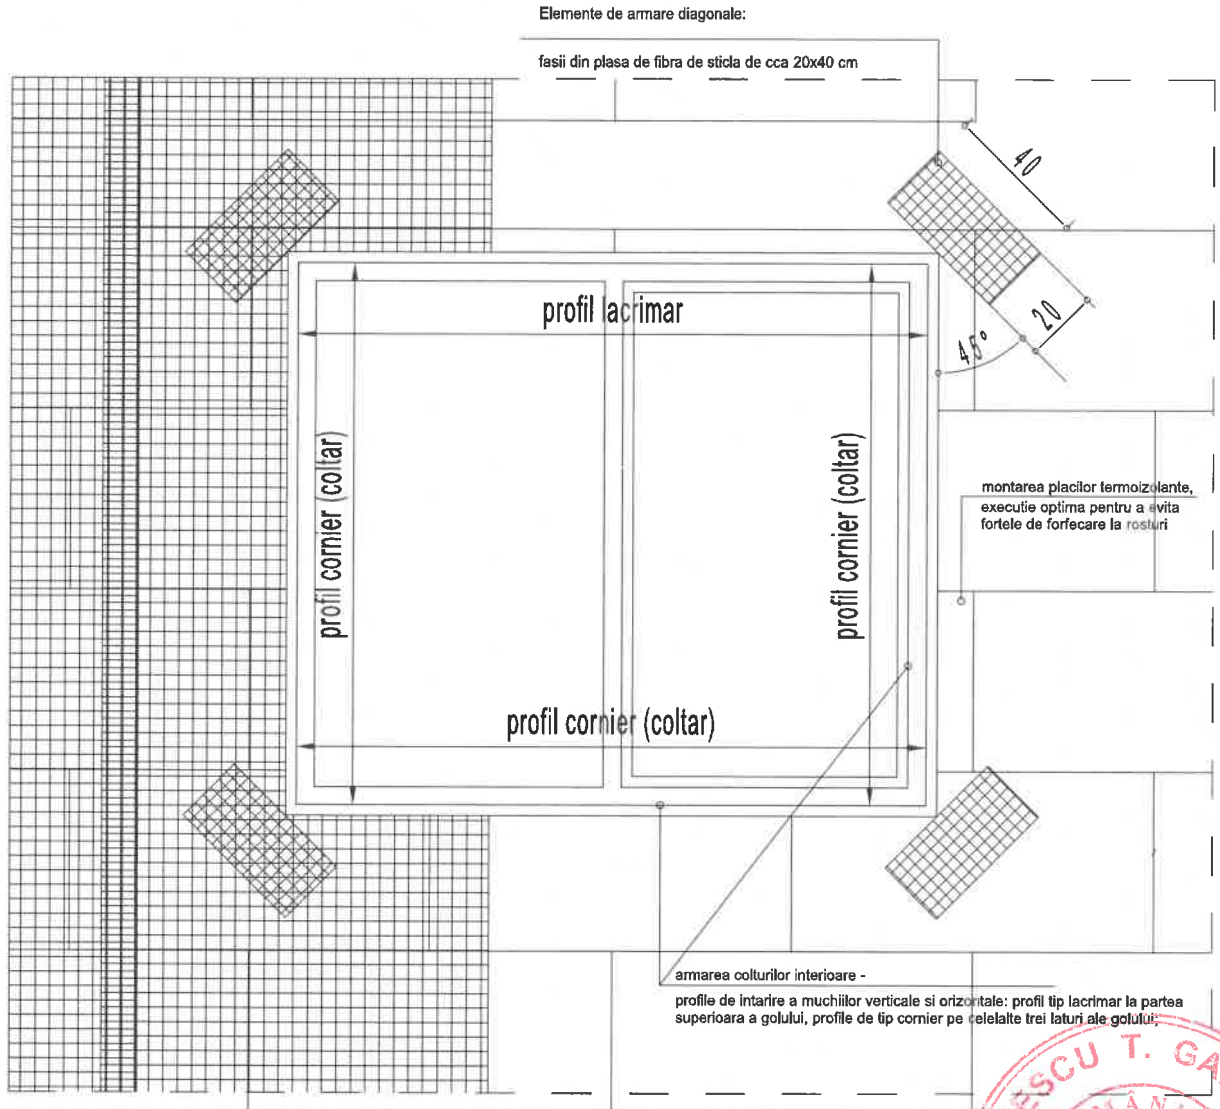 Elemente de armare diagonale:
fasii din plasa de fibra de sticla de cca 20x40 cm
40
20
45°
profil lacrimar
profil cornier (coltar)
profil cornier (coltar)
montarea placilor termoizolante,
executie optima pentru a evita
fortele de forfecare la rosturi
profil cornier (coltar)
armarea colturilor interioare -
profile de intarire a muchiilor verticale si orizontale: profil tip lacrimar la partea
superioara a golului, profile de tip cornier pe celelalte trei laturi ale golului;
ESCU T. GA